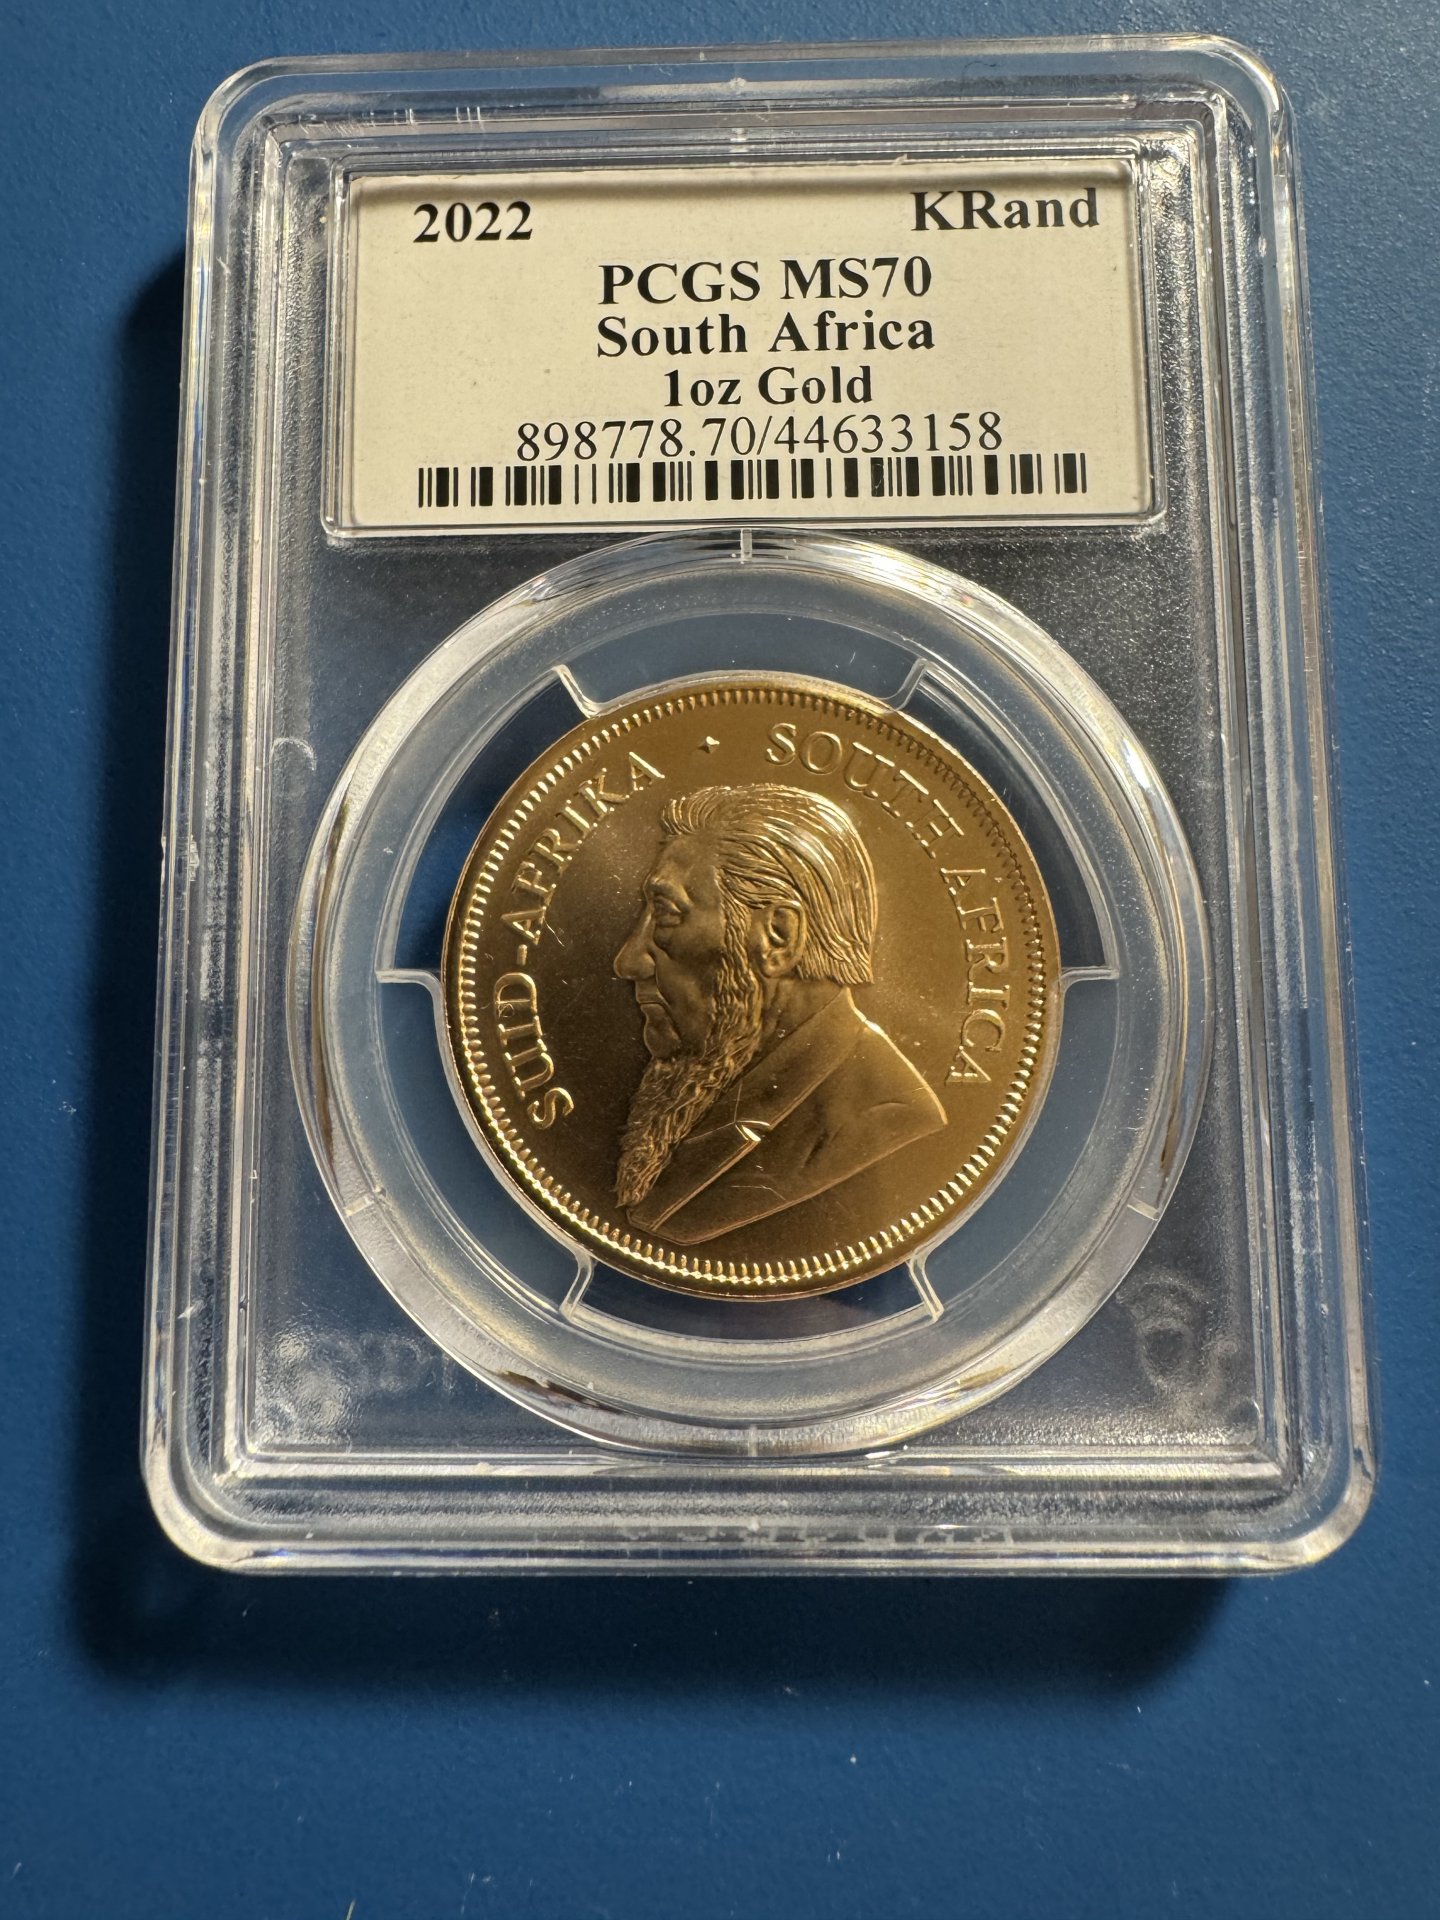 2022 KRand
PCGS MS70
South Africa
1oz Gold
898778.70/44633158
SUID-AFRIKA · SOUTH AFRICA